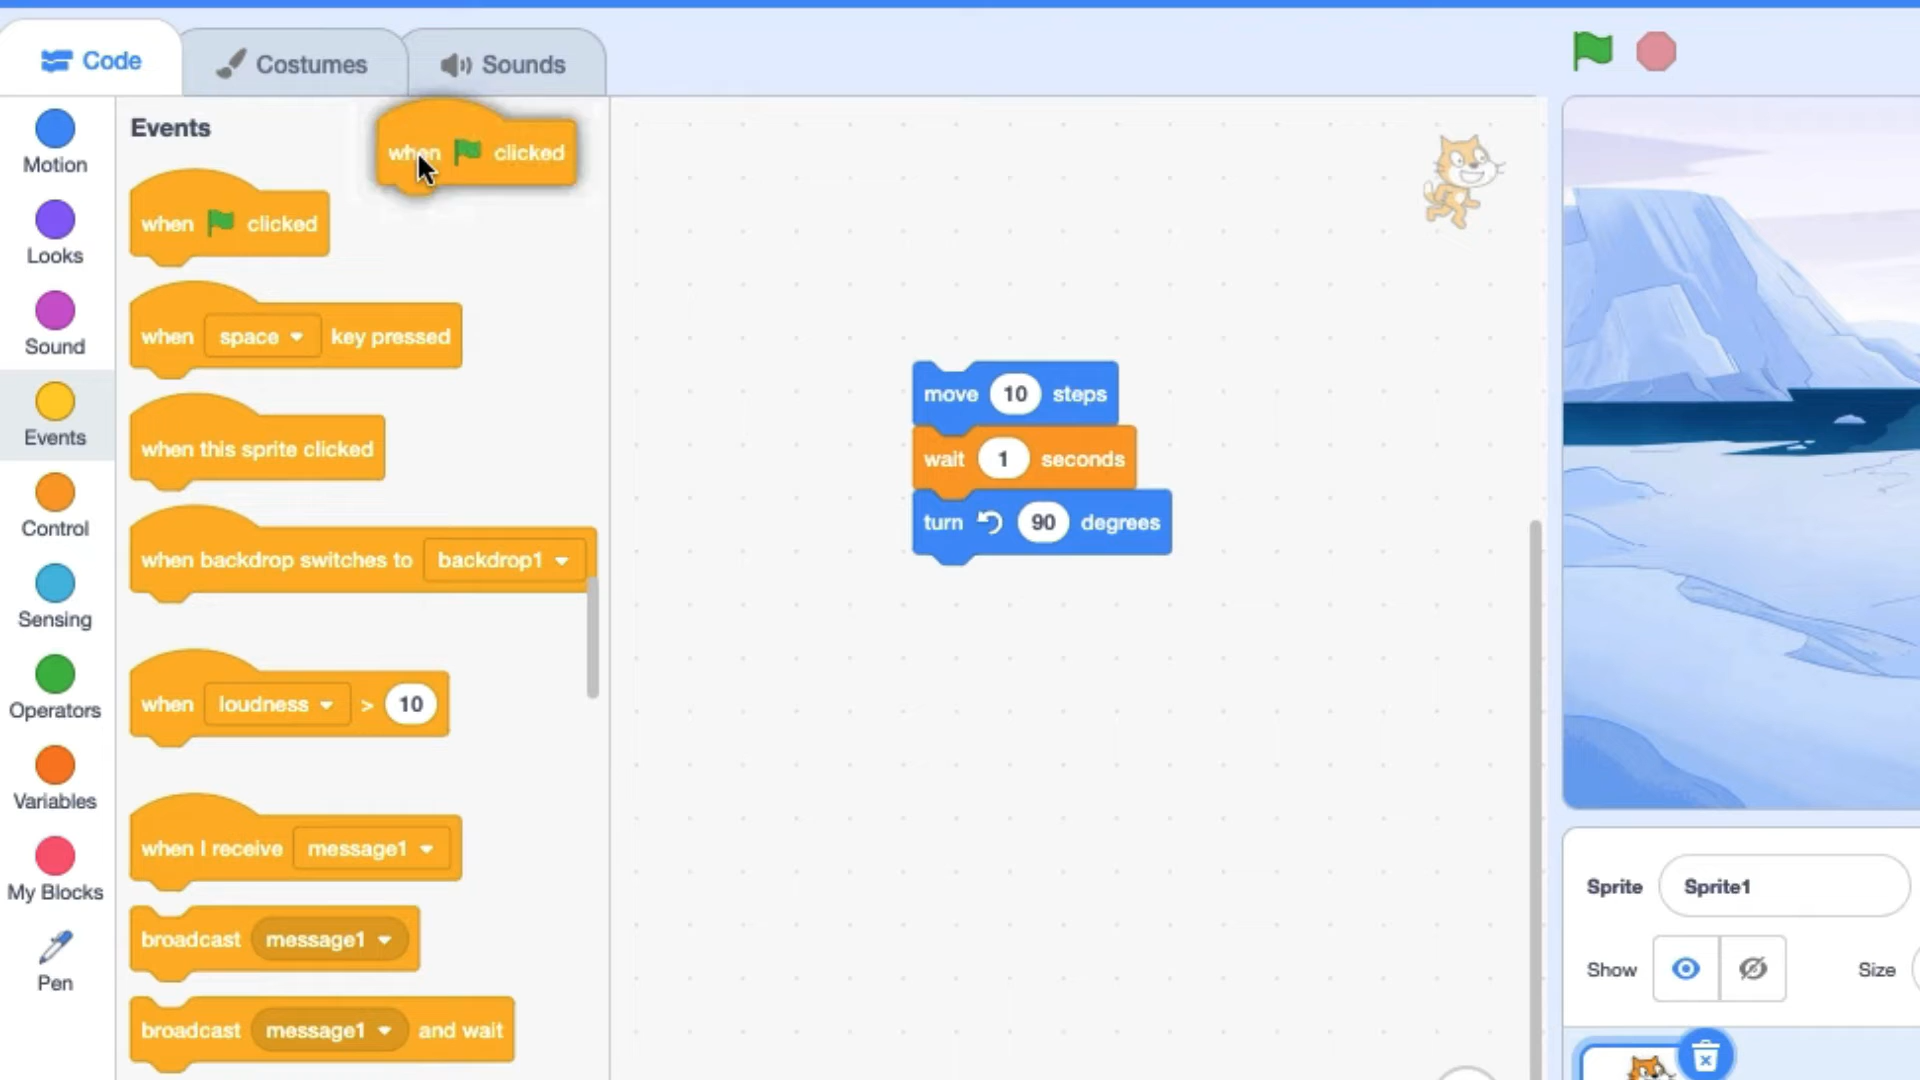 Code
Costumes
Sounds
Motion
Looks
Sound
Events
Control
Sensing
Operators
Variables
My Blocks
Pen
Events
when clicked
when clicked
when space key pressed
when this sprite clicked
when backdrop switches to backdrop1
when loudness > 10
when I receive message1
broadcast message1
broadcast message1 and wait
move 10 steps
wait 1 seconds
turn 90 degrees
Sprite Sprite1
Show Size